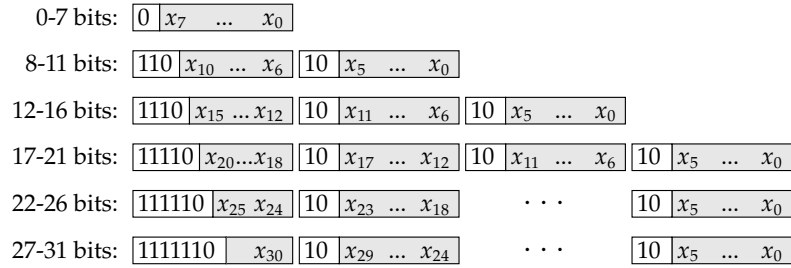 0-7 bits: 0 x₇ ... x₀
8-11 bits: 110 x₁₀ ... x₆ 10 x₅ ... x₀
12-16 bits: 1110 x₁₅ ... x₁₂ 10 x₁₁ ... x₆ 10 x₅ ... x₀
17-21 bits: 11110 x₂₀...x₁₈ 10 x₁₇ ... x₁₂ 10 x₁₁ ... x₆ 10 x₅ ... x₀
22-26 bits: 111110 x₂₅ x₂₄ 10 x₂₃ ... x₁₈ · · · 10 x₅ ... x₀
27-31 bits: 1111110 x₃₀ 10 x₂₉ ... x₂₄ · · · 10 x₅ ... x₀